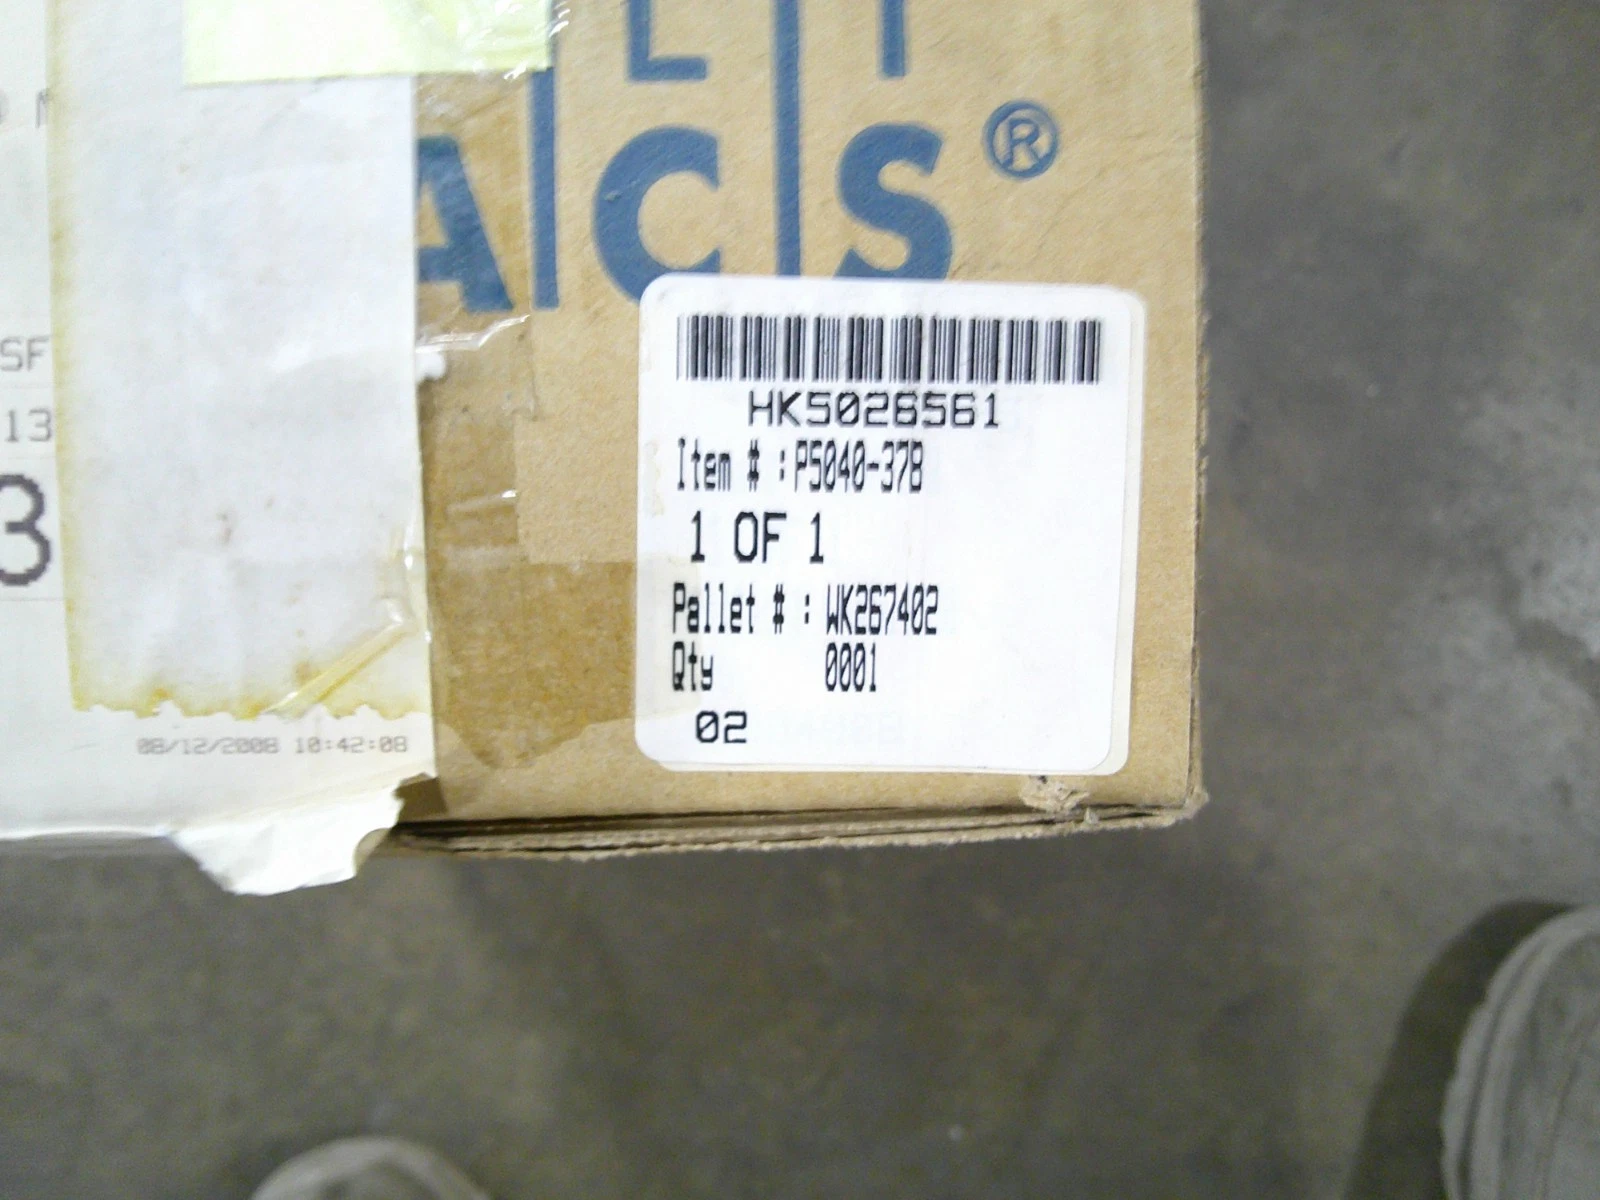 L I
ACS®
SF
13
3
HK5026561
Item # :P5040-37B
1 OF 1
Pallet # : WK267402
Qty 0001
02
08/12/2008 10:42:08